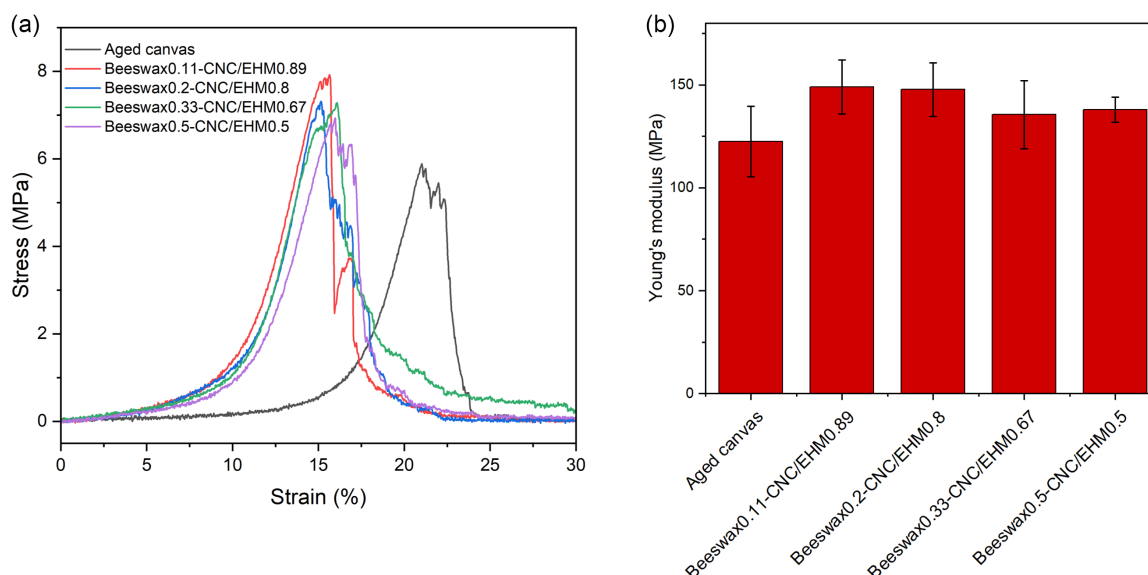 (a)
Aged canvas
Beeswax0.11-CNC/EHM0.89
Beeswax0.2-CNC/EHM0.8
Beeswax0.33-CNC/EHM0.67
Beeswax0.5-CNC/EHM0.5
Stress (MPa)
8
6
4
2
0
0 5 10 15 20 25 30
Strain (%)
(b)
Young's modulus (MPa)
150
100
50
0
Aged canvas
Beeswax0.11-CNC/EHM0.89
Beeswax0.2-CNC/EHM0.8
Beeswax0.33-CNC/EHM0.67
Beeswax0.5-CNC/EHM0.5